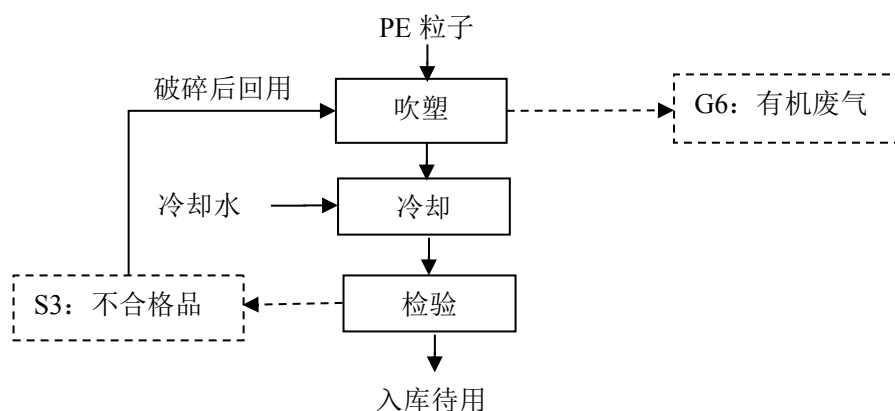 PE 粒子
破碎后回用
吹塑
G6：有机废气
冷却水
冷却
S3：不合格品
检验
入库待用